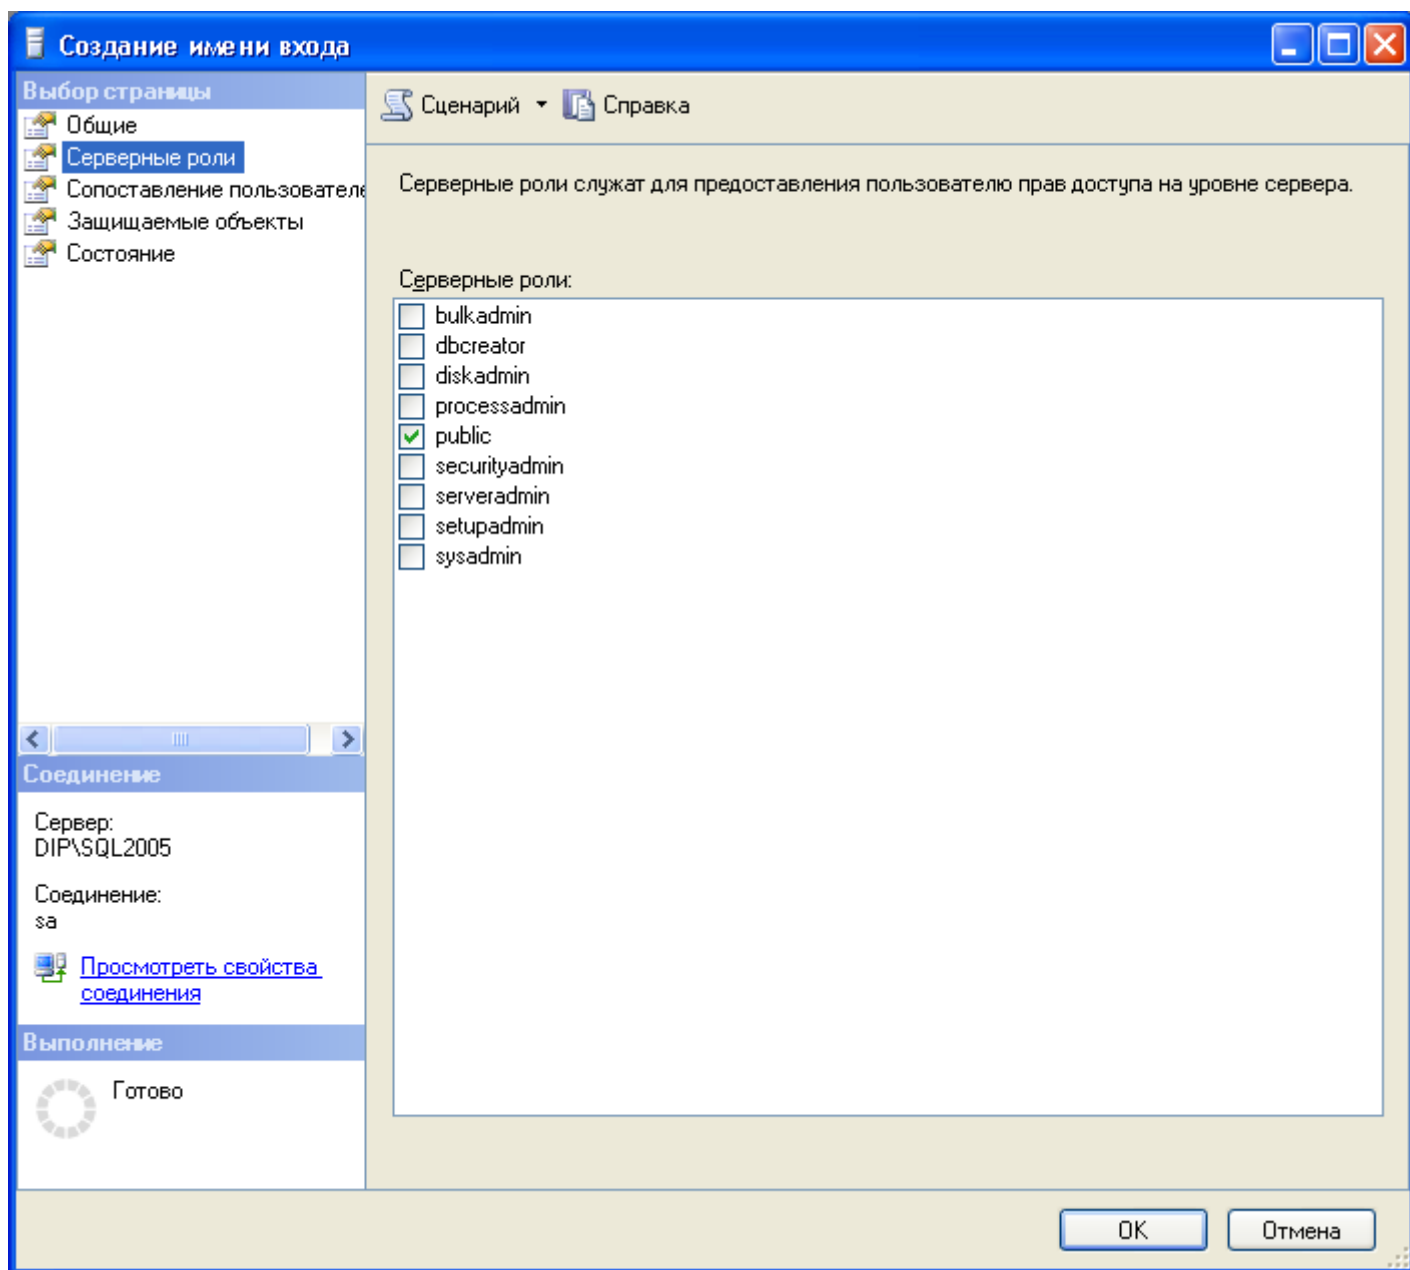 Создание имени входа
Выбор страницы
Общие
Серверные роли
Сопоставление пользователе
Защищаемые объекты
Состояние
Сценарий
Справка
Серверные роли служат для предоставления пользователю прав доступа на уровне сервера.
Серверные роли:
bulkadmin
dbcreator
diskadmin
processadmin
public
securityadmin
serveradmin
setupadmin
sysadmin
Соединение
Сервер:
DIP\SQL2005
Соединение:
sa
Просмотреть свойства
соединения
Выполнение
Готово
OK
Отмена